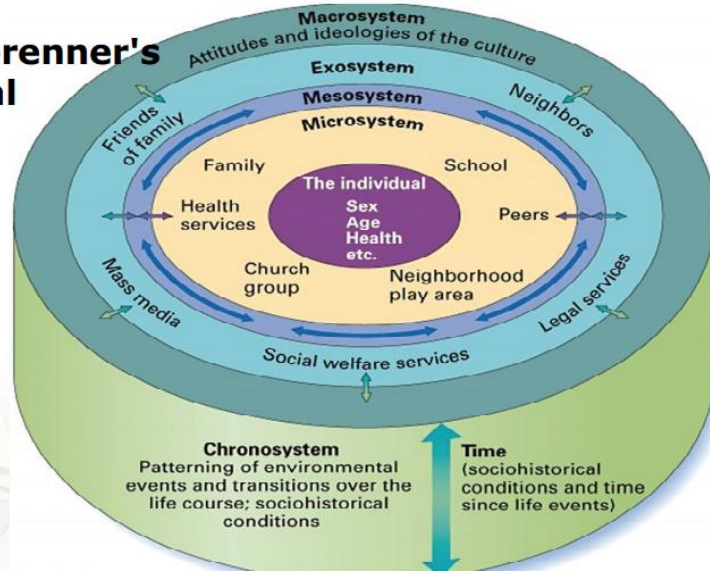 renner's
al
Macrosystem
Attitudes and ideologies of the culture
Exosystem
Mesosystem
Microsystem
Friends
of family
Neighbors
Family
School
The individual
Sex
Age
Health
etc.
Health
services
Peers
Church
group
Neighborhood
play area
Mass media
Legal services
Social welfare services
Chronosystem
Patterning of environmental
events and transitions over the
life course; sociohistorical
conditions
Time
(sociohistorical
conditions and time
since life events)